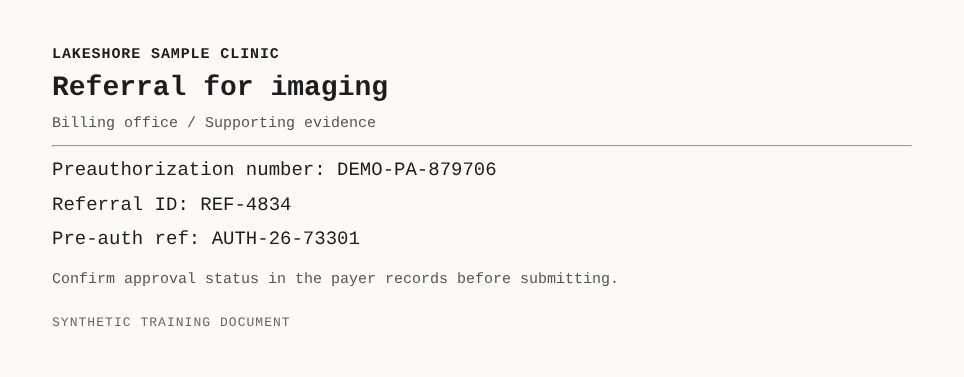 LAKESHORE SAMPLE CLINIC
Referral for imaging
Billing office / Supporting evidence
Preauthorization number: DEMO-PA-879706
Referral ID: REF-4834
Pre-auth ref: AUTH-26-73301
Confirm approval status in the payer records before submitting.
SYNTHETIC TRAINING DOCUMENT